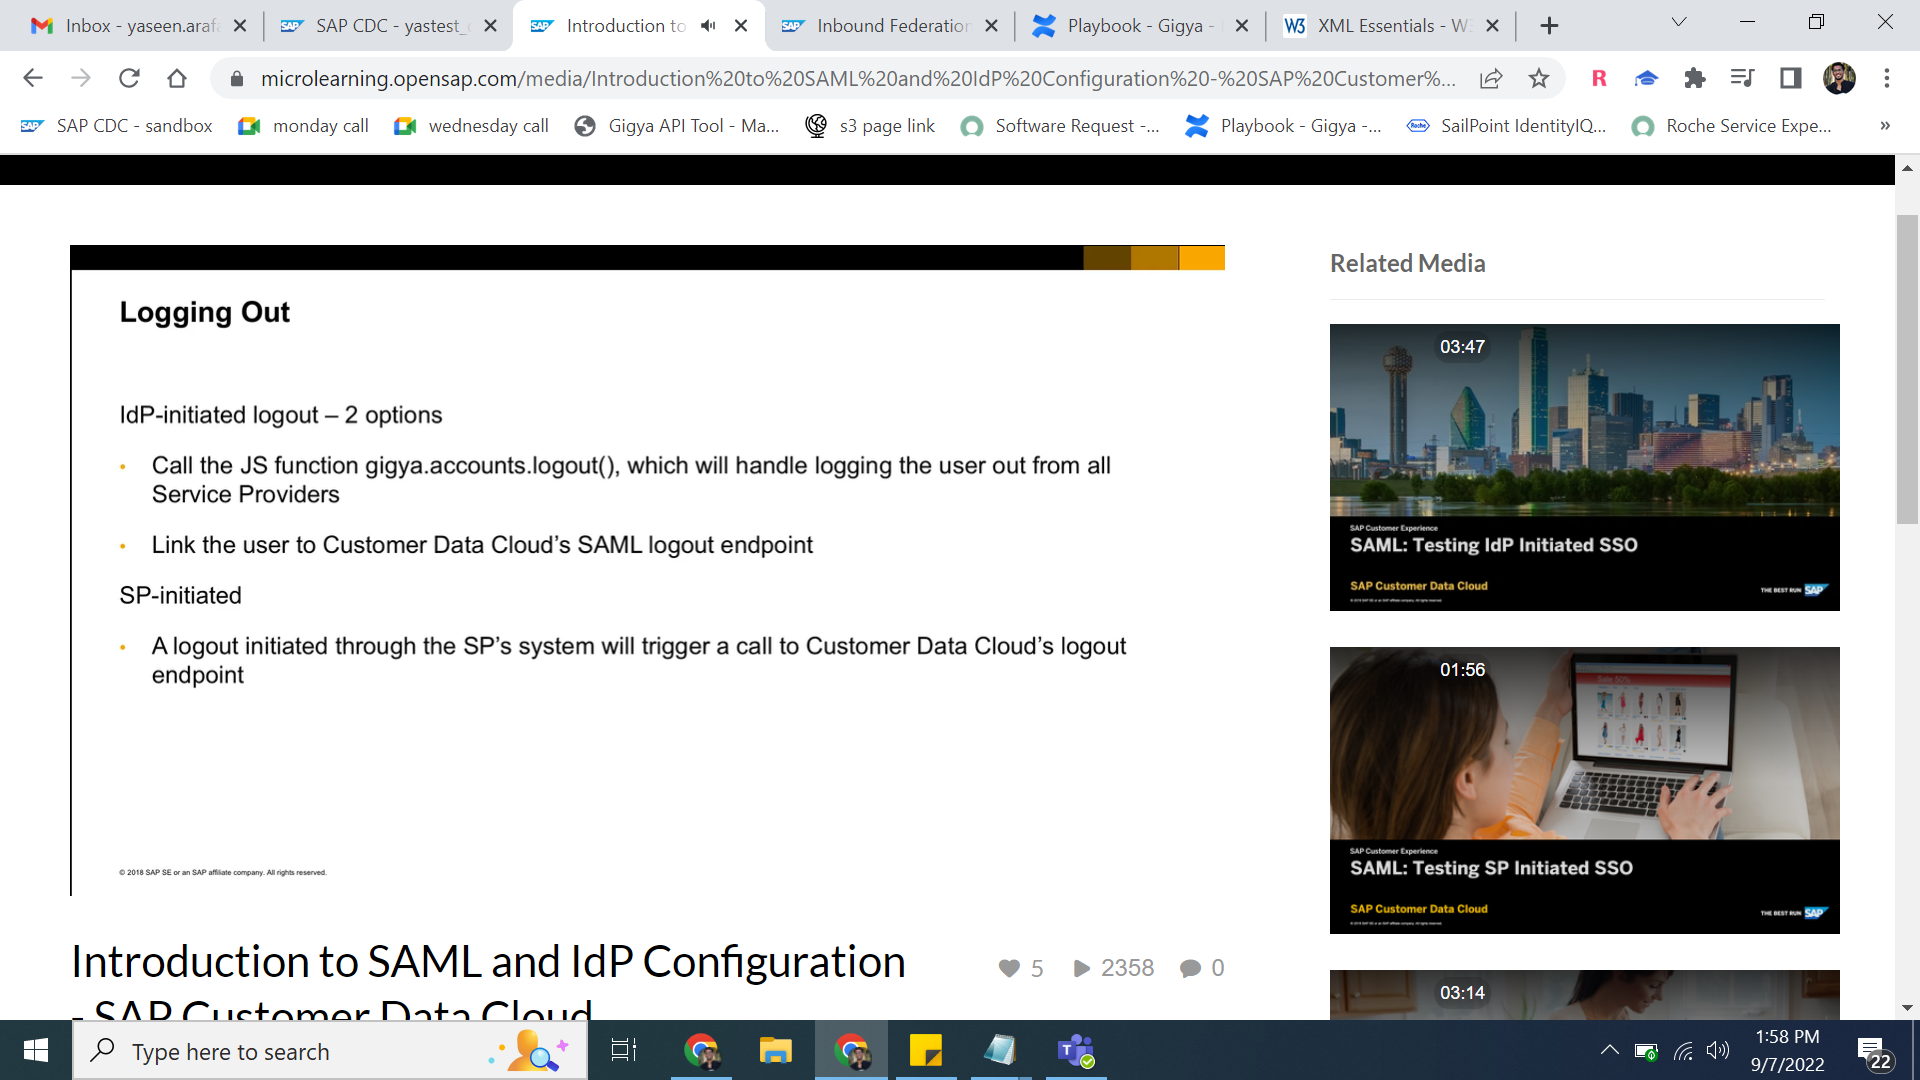 Inbox - yaseen.arafa
SAP CDC - yastest_c
Introduction to
Inbound Federation
Playbook - Gigya -
XML Essentials - W3
microlearning.opensap.com/media/Introduction%20to%20SAML%20and%20IdP%20Configuration%20-%20SAP%20Customer%...
SAP CDC - sandbox
monday call
wednesday call
Gigya API Tool - Ma...
s3 page link
Software Request -...
Playbook - Gigya -...
SailPoint IdentityIQ...
Roche Service Expe...
»
Logging Out
IdP-initiated logout – 2 options
• Call the JS function gigya.accounts.logout(), which will handle logging the user out from all
Service Providers
• Link the user to Customer Data Cloud’s SAML logout endpoint
SP-initiated
• A logout initiated through the SP’s system will trigger a call to Customer Data Cloud’s logout
endpoint
© 2018 SAP SE or an SAP affiliate company. All rights reserved.
Introduction to SAML and IdP Configuration
- SAP Customer Data Cloud
5
2358
0
Related Media
03:47
SAP Customer Experience
SAML: Testing IdP Initiated SSO
SAP Customer Data Cloud
THE BEST RUN SAP
01:56
Sale 50%
SAP Customer Experience
SAML: Testing SP Initiated SSO
SAP Customer Data Cloud
THE BEST RUN SAP
03:14
Type here to search
1:58 PM
9/7/2022
22